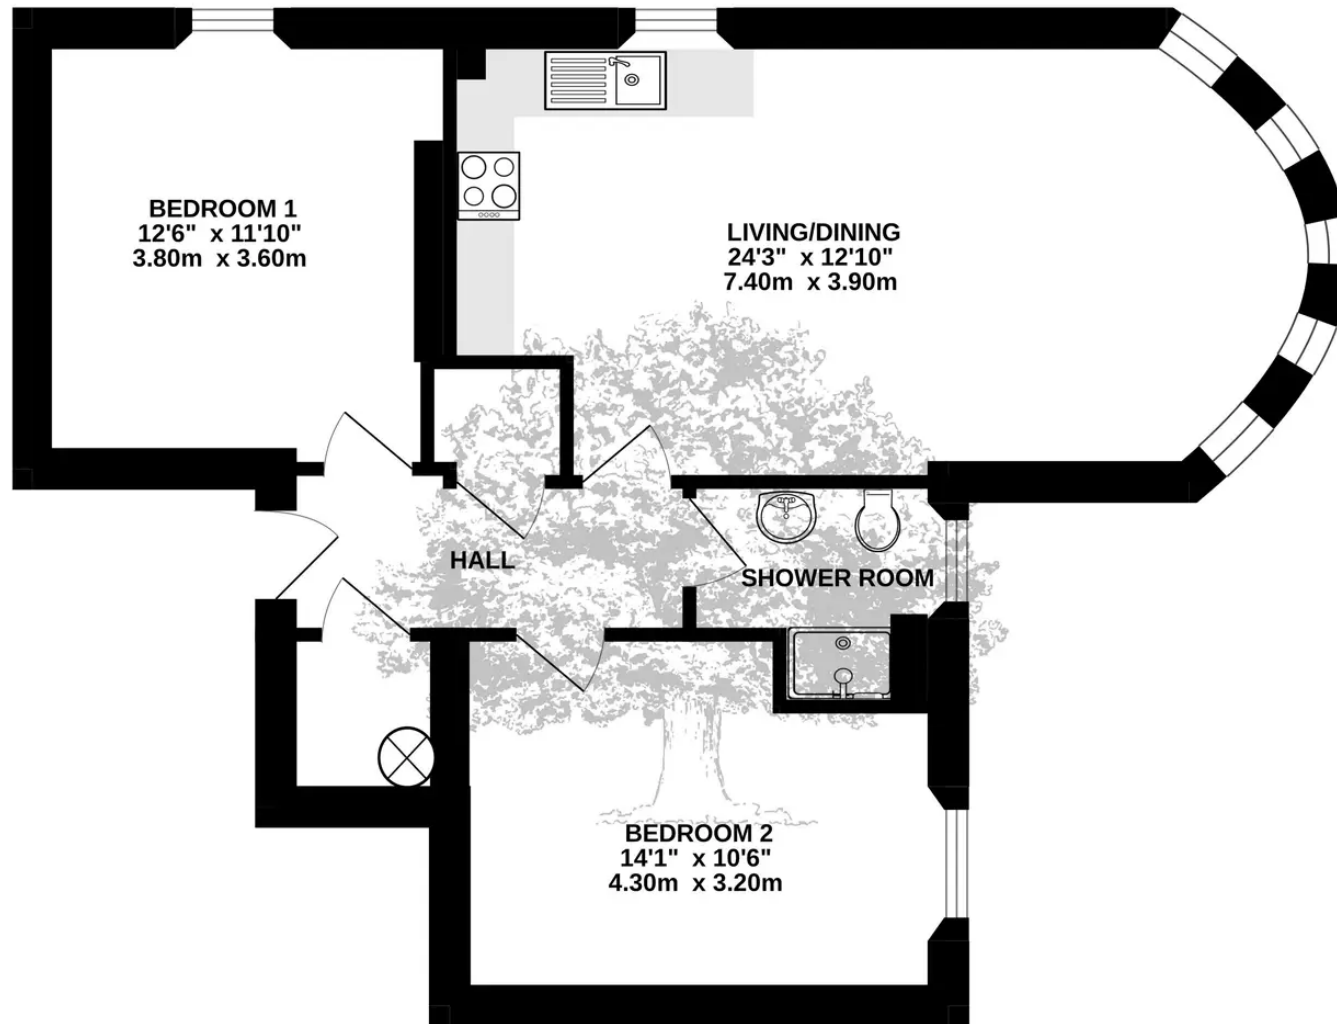 BEDROOM 1
12'6" x 11'10"
3.80m x 3.60m
LIVING/DINING
24'3" x 12'10"
7.40m x 3.90m
HALL
SHOWER ROOM
BEDROOM 2
14'1" x 10'6"
4.30m x 3.20m